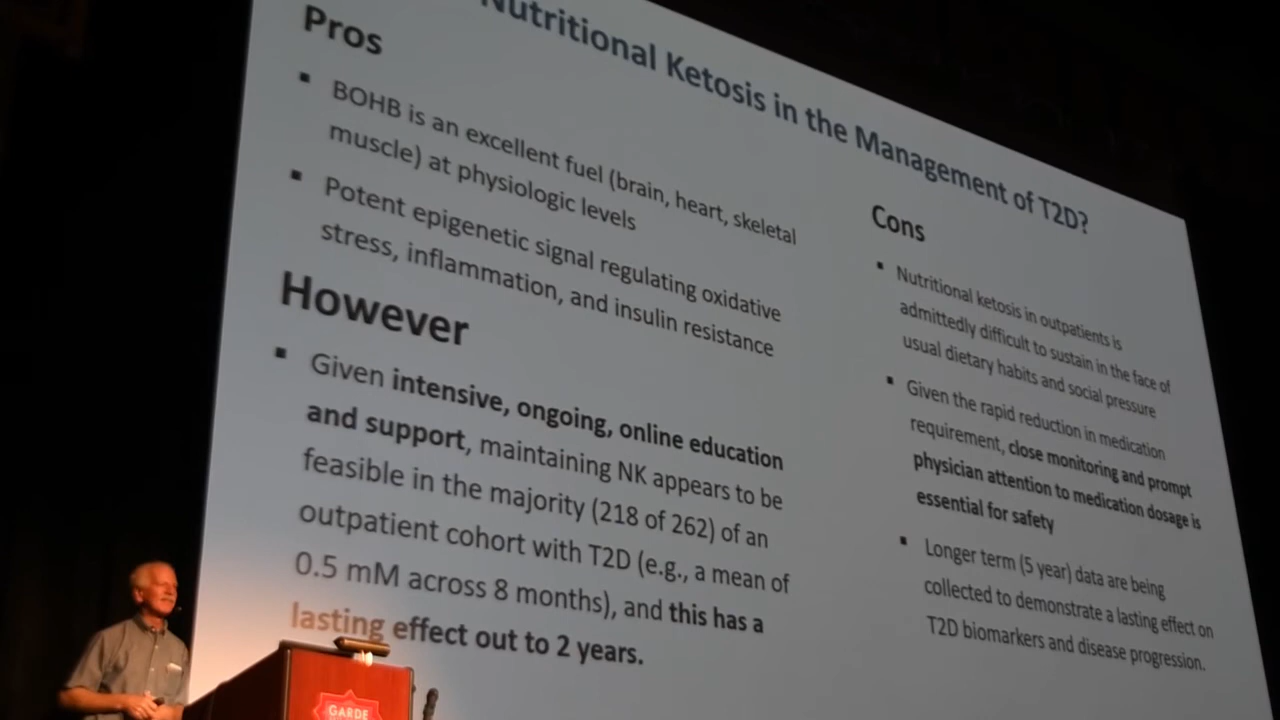 Nutritional Ketosis in the Management of T2D?
Pros
▪ BOHB is an excellent fuel (brain, heart, skeletal
muscle) at physiologic levels
▪ Potent epigenetic signal regulating oxidative
stress, inflammation, and insulin resistance
However
▪ Given intensive, ongoing, online education
and support, maintaining NK appears to be
feasible in the majority (218 of 262) of an
outpatient cohort with T2D (e.g., a mean of
0.5 mM across 8 months), and this has a
lasting effect out to 2 years.
Cons
▪ Nutritional ketosis in outpatients is
admittedly difficult to sustain in the face of
usual dietary habits and social pressure
▪ Given the rapid reduction in medication
requirement, close monitoring and prompt
physician attention to medication dosage is
essential for safety
▪ Longer term (5 year) data are being
collected to demonstrate a lasting effect on
T2D biomarkers and disease progression.
GARDE